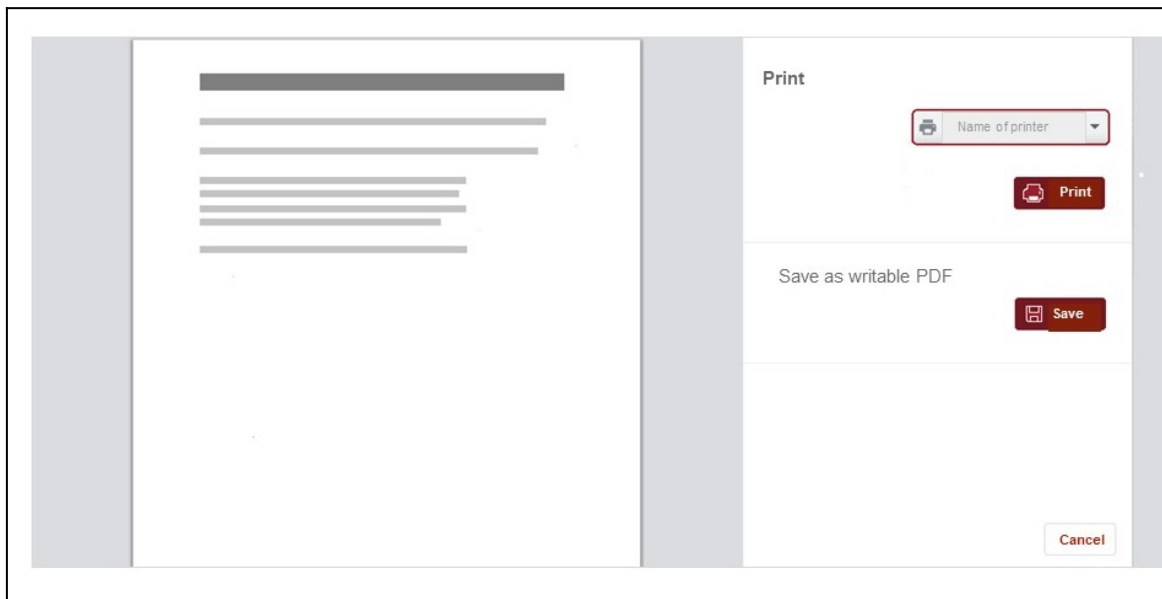 Print
Name of printer
Print
Save as writable PDF
Save
Cancel